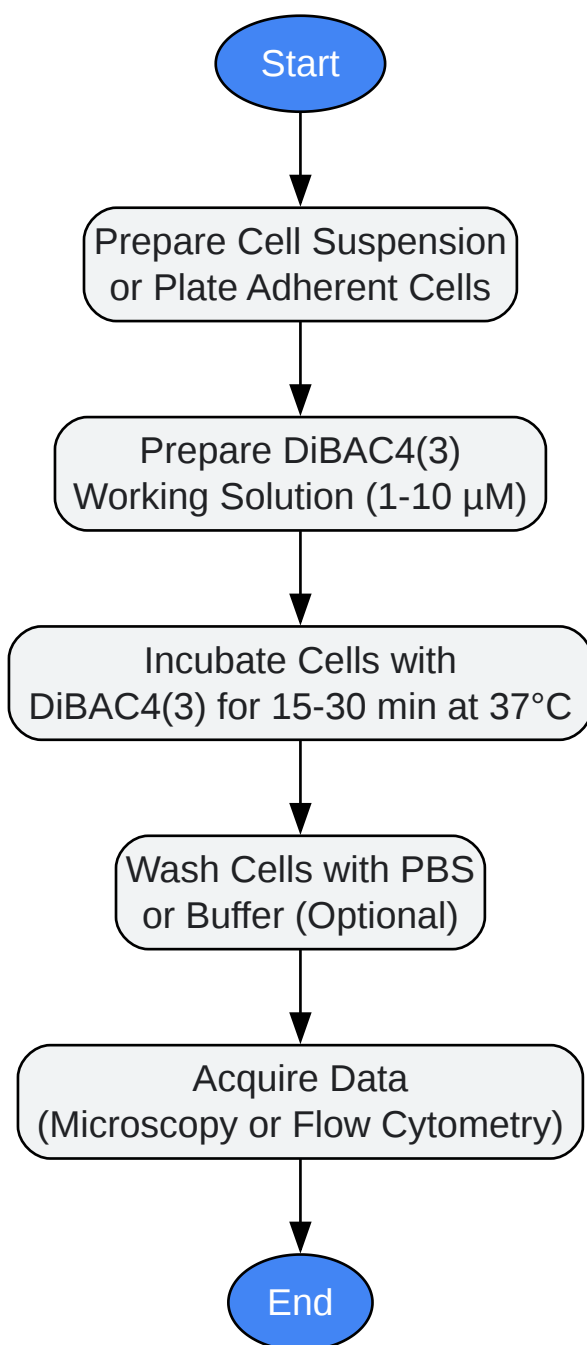 Start
Prepare Cell Suspension
or Plate Adherent Cells
Prepare DiBAC4(3)
Working Solution (1-10 µM)
Incubate Cells with
DiBAC4(3) for 15-30 min at 37°C
Wash Cells with PBS
or Buffer (Optional)
Acquire Data
(Microscopy or Flow Cytometry)
End